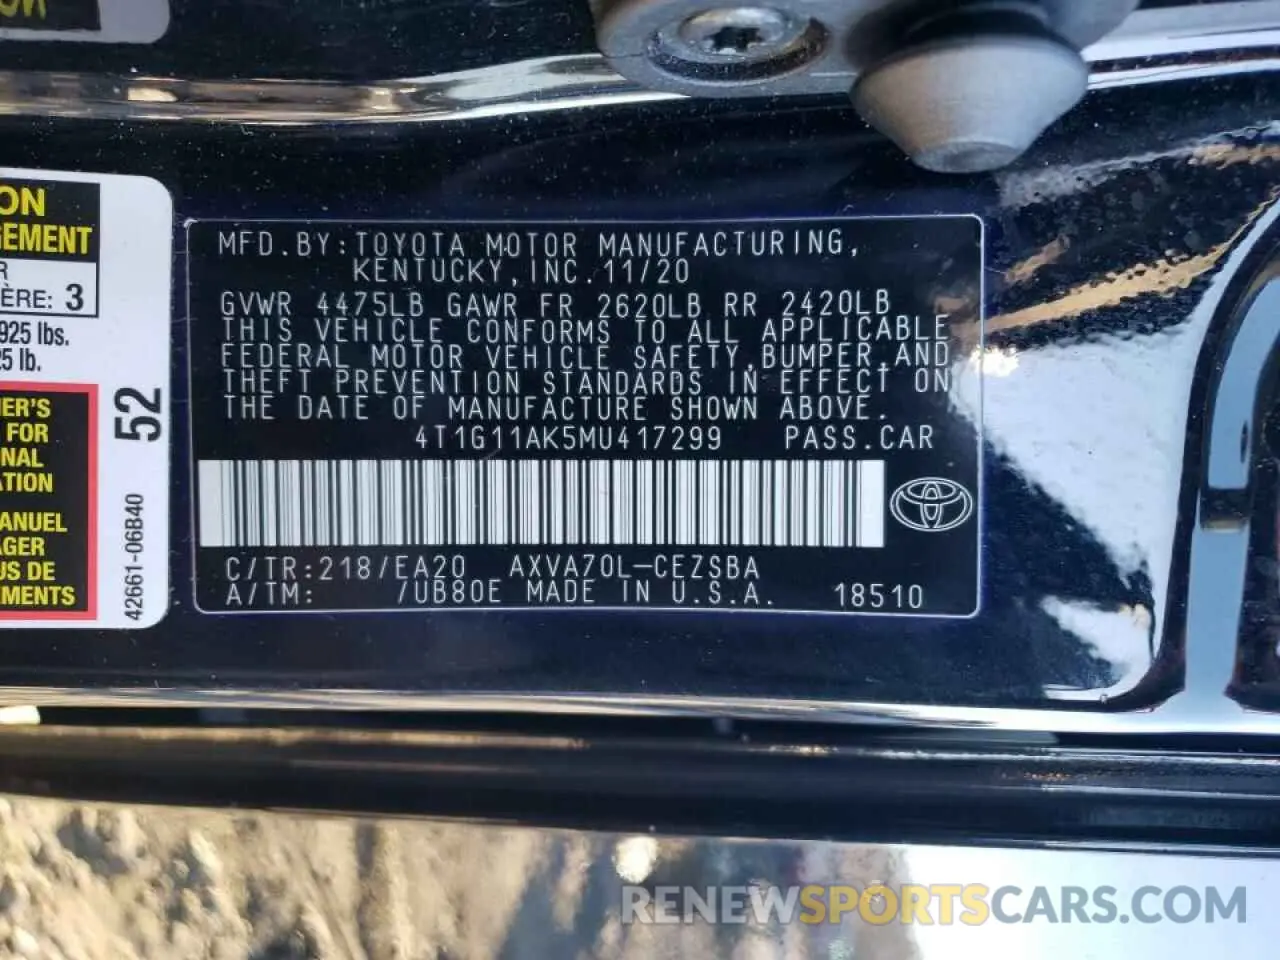 ON
GEMENT
R
ÈRE: 3
925 lbs.
25 lb.
ER'S
FOR
NAL
ATION
ANUEL
AGER
US DE
MENTS
52
42661-06B40
MFD.BY:TOYOTA MOTOR MANUFACTURING,
KENTUCKY,INC.11/20
GVWR 4475LB GAWR FR 2620LB RR 2420LB
THIS VEHICLE CONFORMS TO ALL APPLICABLE
FEDERAL MOTOR VEHICLE SAFETY,BUMPER,AND
THEFT PREVENTION STANDARDS IN EFFECT ON
THE DATE OF MANUFACTURE SHOWN ABOVE.
4T1G11AK5MU417299 PASS.CAR
C/TR:218/EA20 AXVA70L-CEZSBA
A/TM: /UB80E MADE IN U.S.A. 18510
RENEWSPORTSCARS.COM